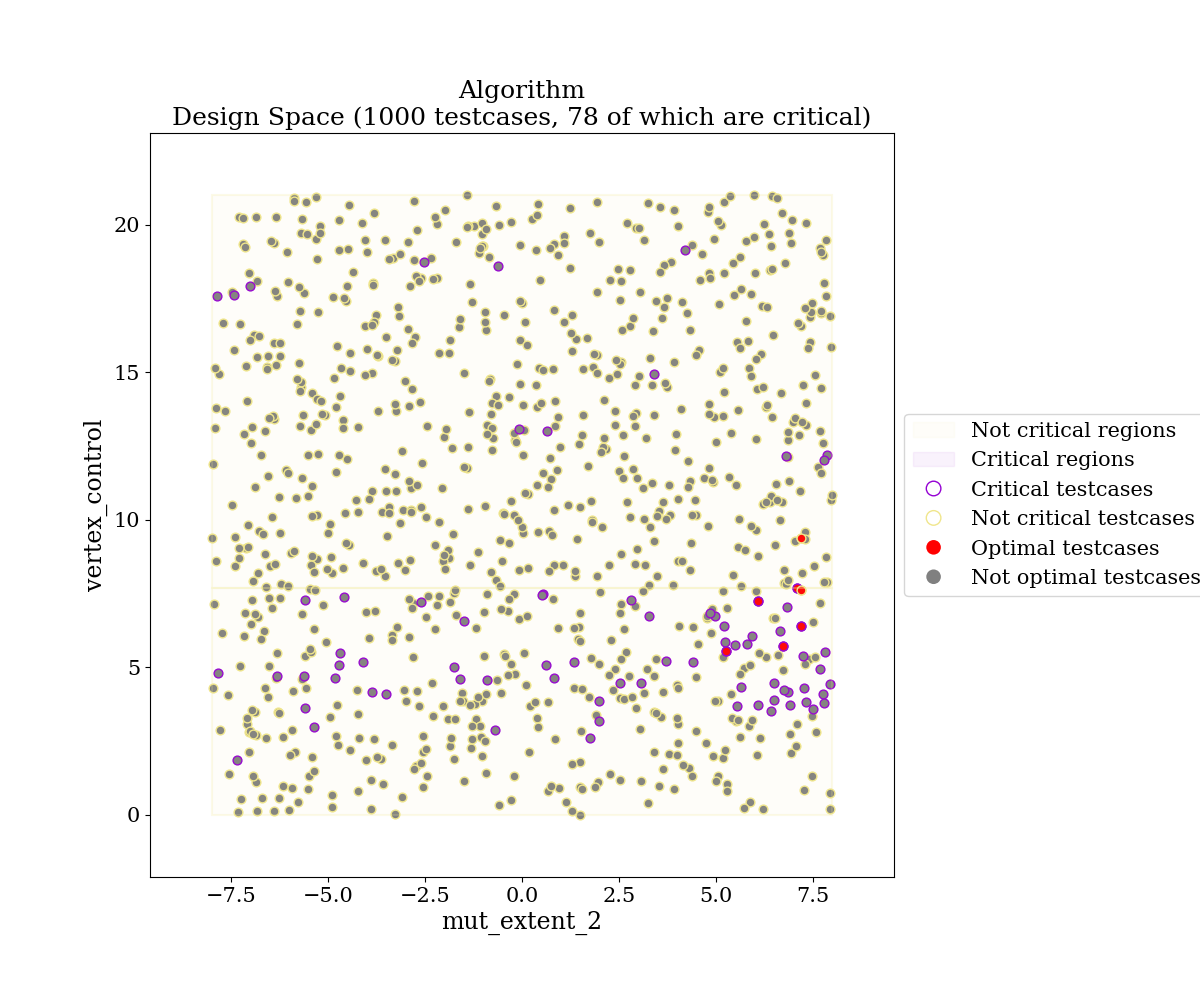 Algorithm
Design Space (1000 testcases, 78 of which are critical)
vertex_control
20
15
10
5
0
−7.5
−5.0
−2.5
0.0
2.5
5.0
7.5
mut_extent_2
Not critical regions
Critical regions
Critical testcases
Not critical testcases
Optimal testcases
Not optimal testcases